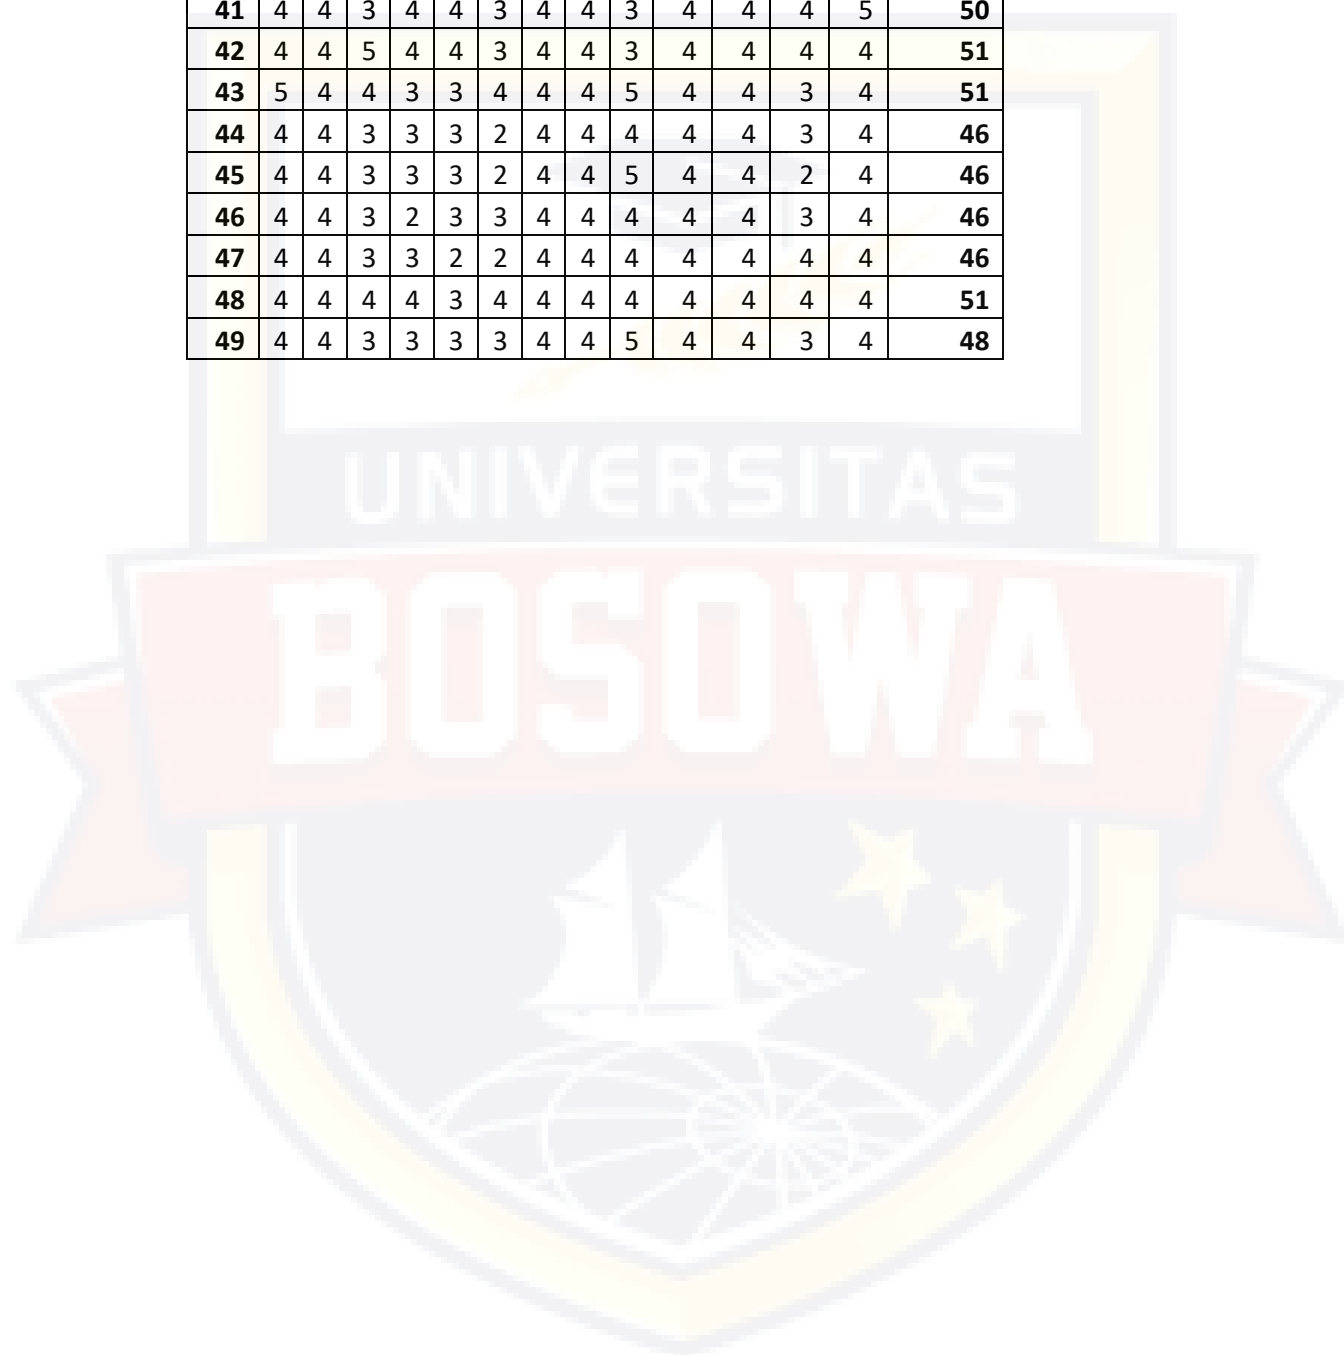 41 4 4 3 4 4 3 4 4 3 4 4 4 5 50
42 4 4 5 4 4 3 4 4 3 4 4 4 4 51
43 5 4 4 3 3 4 4 4 5 4 4 3 4 51
44 4 4 3 3 3 2 4 4 4 4 4 3 4 46
45 4 4 3 3 3 2 4 4 5 4 4 2 4 46
46 4 4 3 2 3 3 4 4 4 4 4 3 4 46
47 4 4 3 3 2 2 4 4 4 4 4 4 4 46
48 4 4 4 4 3 4 4 4 4 4 4 4 4 51
49 4 4 3 3 3 3 4 4 5 4 4 3 4 48
UNIVERSITAS
BOSOWA